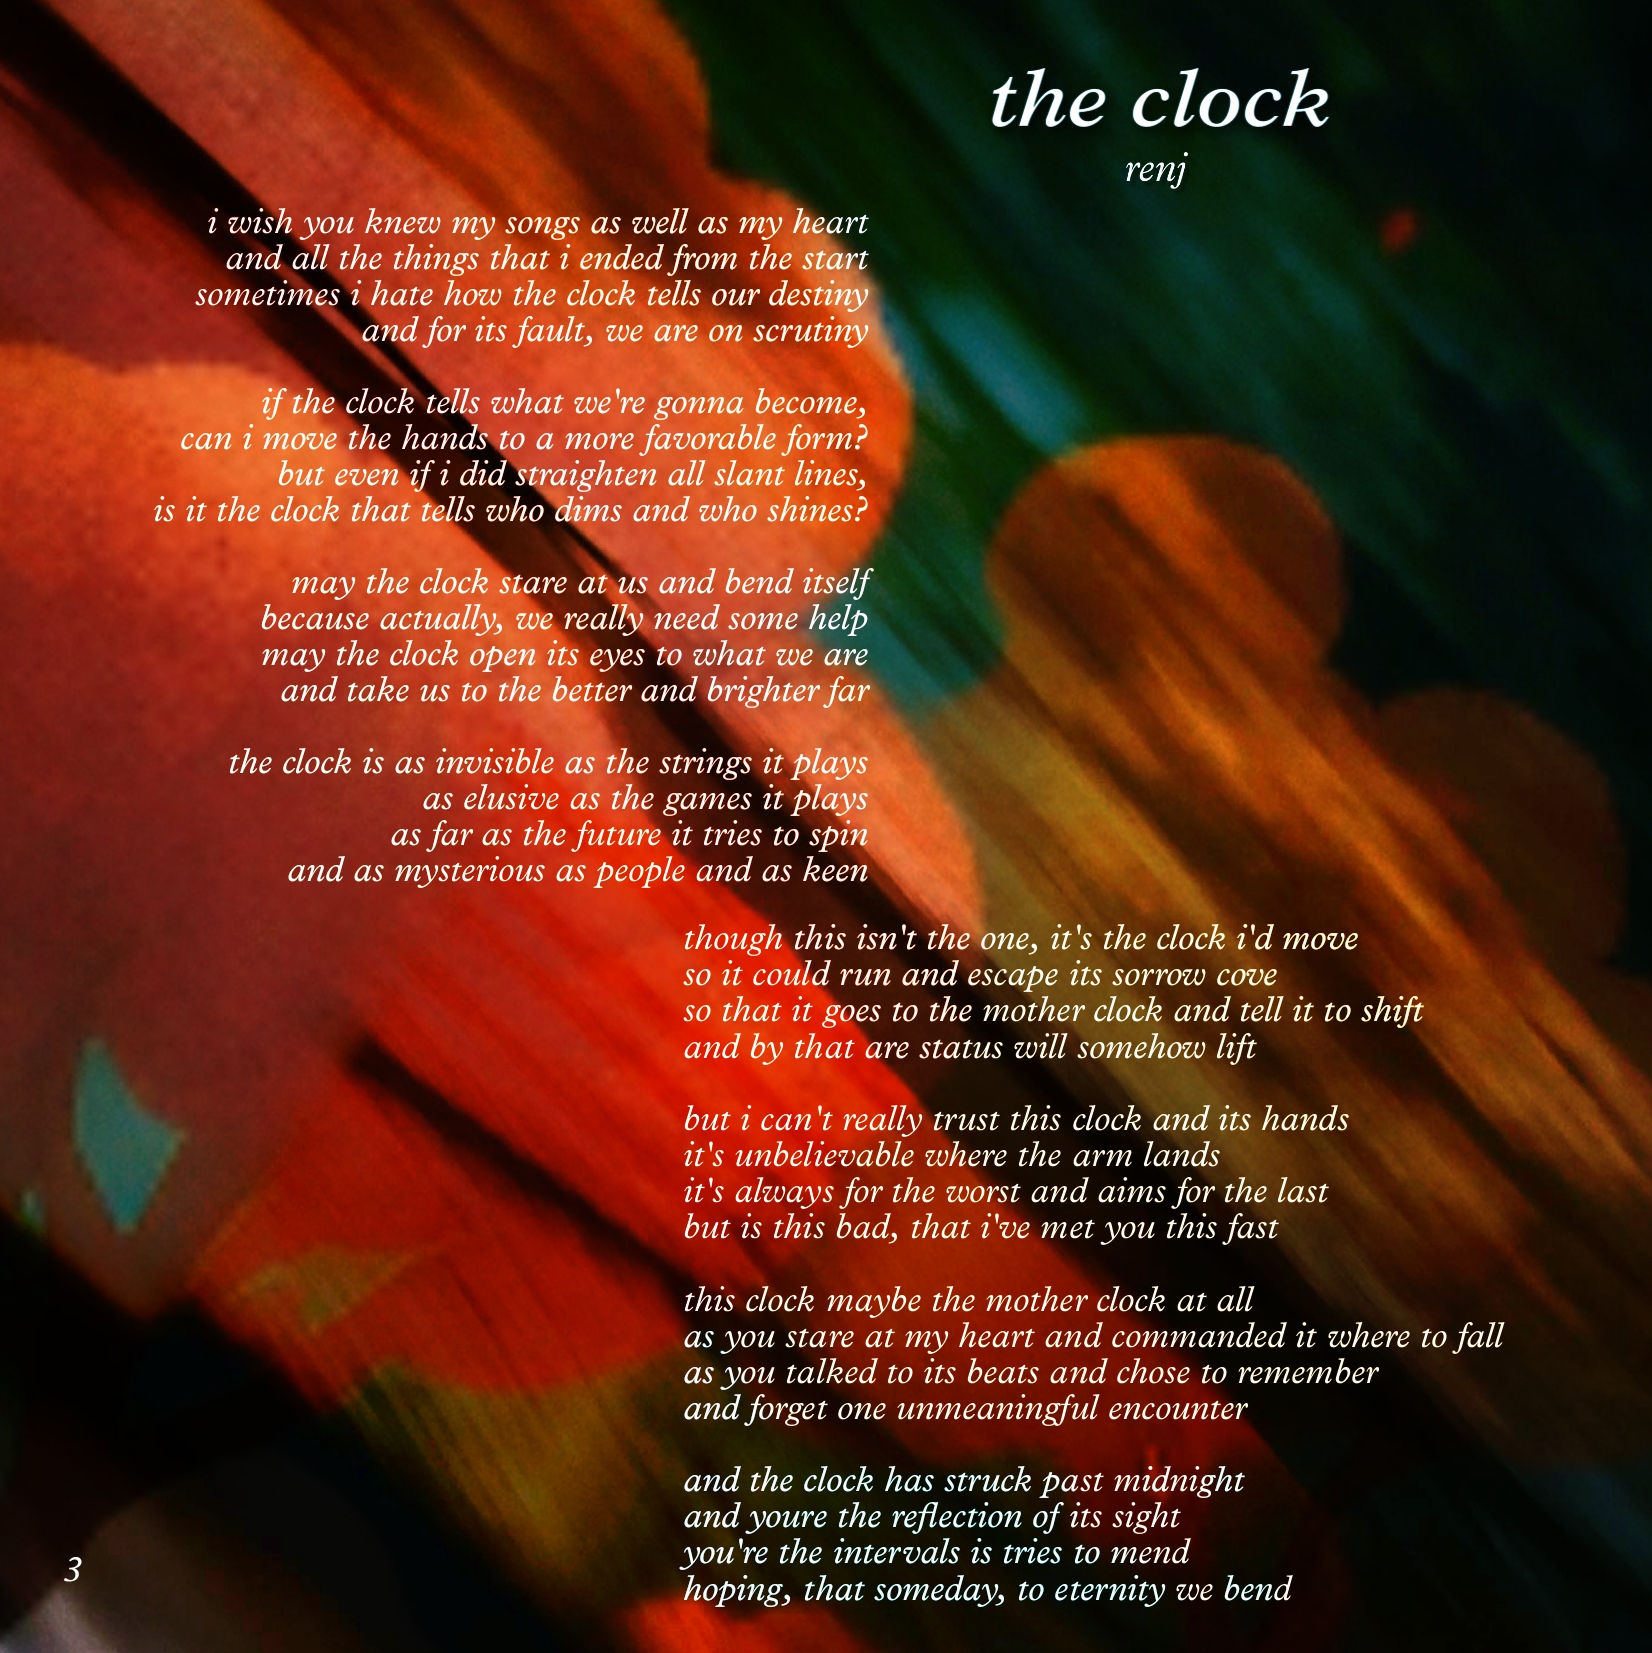 the clock
renj
i wish you knew my songs as well as my heart
and all the things that i ended from the start
sometimes i hate how the clock tells our destiny
and for its fault, we are on scrutiny
if the clock tells what we're gonna become,
can i move the hands to a more favorable form?
but even if i did straighten all slant lines,
is it the clock that tells who dims and who shines?
may the clock stare at us and bend itself
because actually, we really need some help
may the clock open its eyes to what we are
and take us to the better and brighter far
the clock is as invisible as the strings it plays
as elusive as the games it plays
as far as the future it tries to spin
and as mysterious as people and as keen
though this isn't the one, it's the clock i'd move
so it could run and escape its sorrow cove
so that it goes to the mother clock and tell it to shift
and by that are status will somehow lift
but i can't really trust this clock and its hands
it's unbelievable where the arm lands
it's always for the worst and aims for the last
but is this bad, that i've met you this fast
this clock maybe the mother clock at all
as you stare at my heart and commanded it where to fall
as you talked to its beats and chose to remember
and forget one unmeaningful encounter
and the clock has struck past midnight
and youre the reflection of its sight
you're the intervals is tries to mend
hoping, that someday, to eternity we bend
3